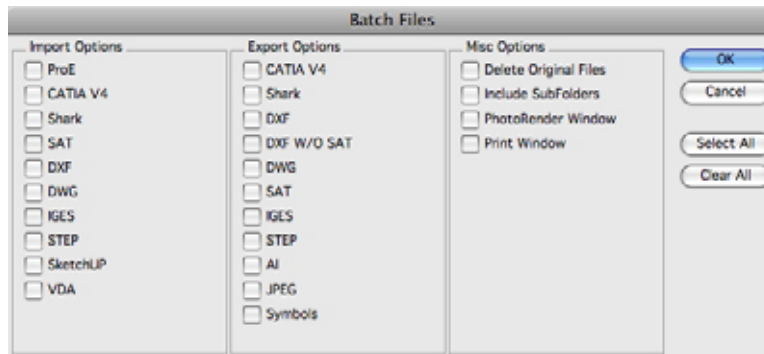 Batch Files
Import Options
ProE
CATIA V4
Shark
SAT
DXF
DWG
IGES
STEP
SketchUP
VDA
Export Options
CATIA V4
Shark
DXF
DXF W/O SAT
DWG
SAT
IGES
STEP
AI
JPEG
Symbols
Misc Options
Delete Original Files
Include SubFolders
PhotoRender Window
Print Window
OK
Cancel
Select All
Clear All